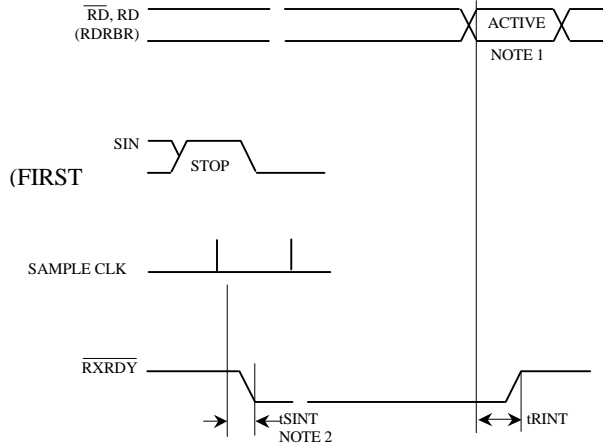 RD, RD
(RDRBR)
ACTIVE
NOTE 1
SIN
STOP
(FIRST
SAMPLE CLK
RXRDY
tSINT
NOTE 2
tRINT